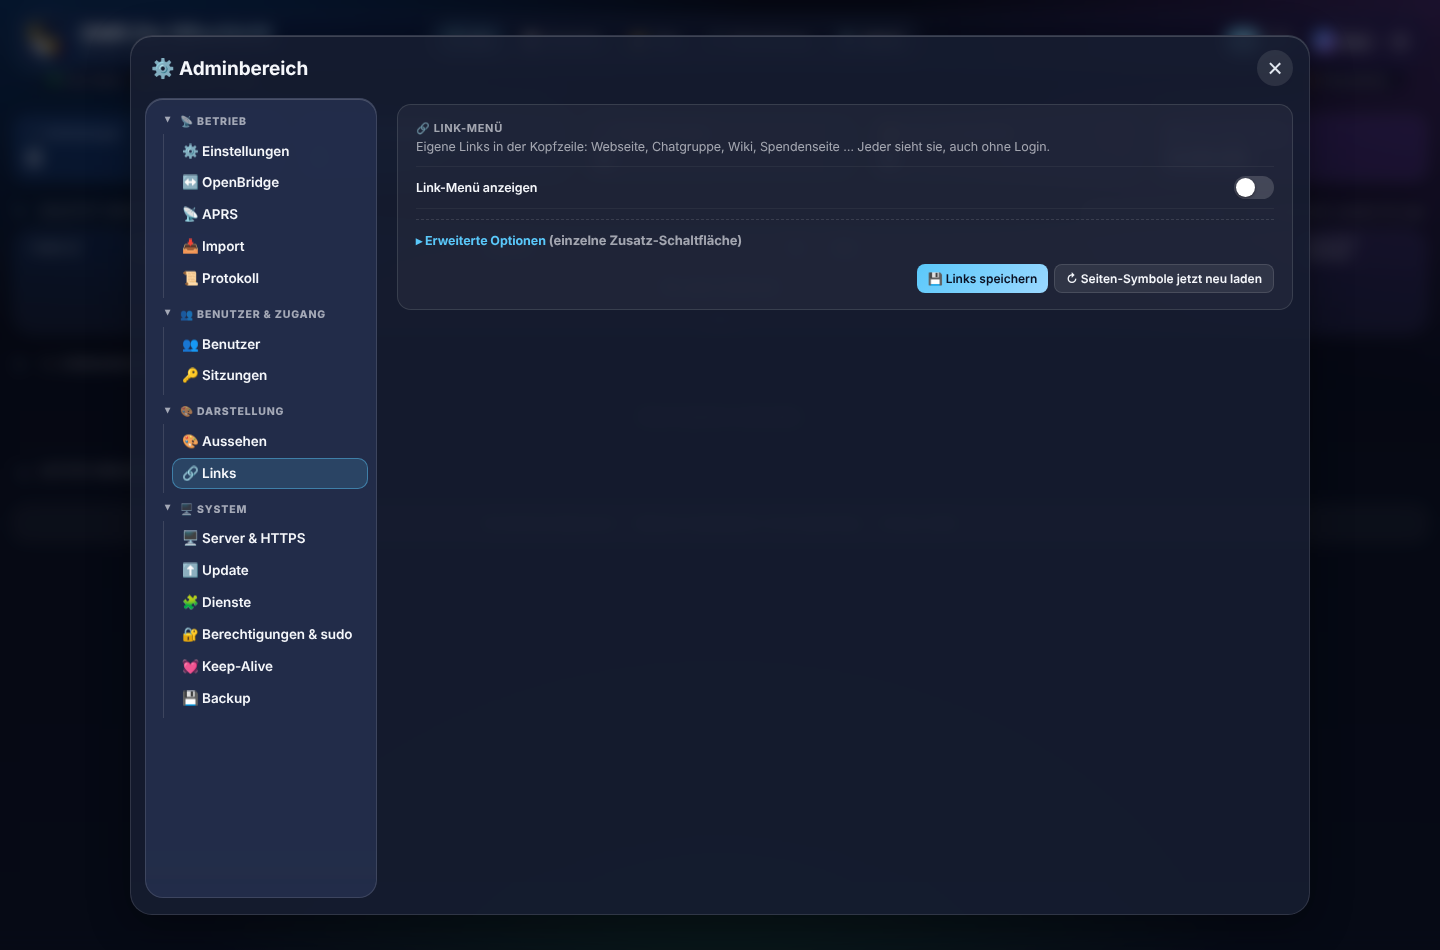 ⚙️ Adminbereich
✕
▼ 📡 BETRIEB
⚙️ Einstellungen
↔️ OpenBridge
📡 APRS
📥 Import
📜 Protokoll
▼ 👥 BENUTZER & ZUGANG
👥 Benutzer
🔑 Sitzungen
▼ 🎨 DARSTELLUNG
🎨 Aussehen
🔗 Links
▼ 🖥️ SYSTEM
🖥️ Server & HTTPS
⬆️ Update
🧩 Dienste
🔐 Berechtigungen & sudo
💓 Keep-Alive
💾 Backup
🔗 LINK-MENÜ
Eigene Links in der Kopfzeile: Webseite, Chatgruppe, Wiki, Spendenseite ... Jeder sieht sie, auch ohne Login.
Link-Menü anzeigen
▸ Erweiterte Optionen (einzelne Zusatz-Schaltfläche)
💾 Links speichern
↻ Seiten-Symbole jetzt neu laden